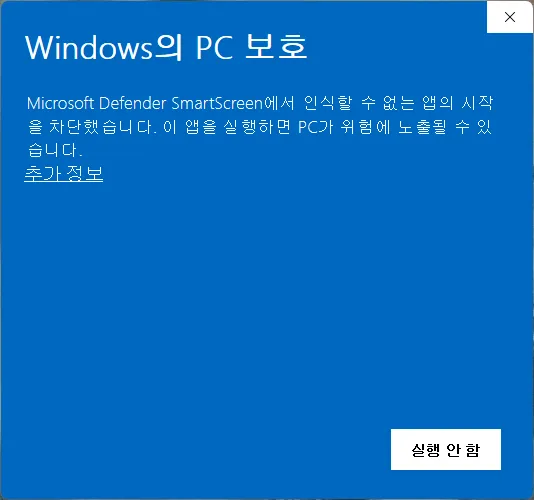 Windows의 PC 보호
Microsoft Defender SmartScreen에서 인식할 수 없는 앱의 시작
을 차단했습니다. 이 앱을 실행하면 PC가 위험에 노출될 수 있
습니다.
추가 정보
실행 안 함